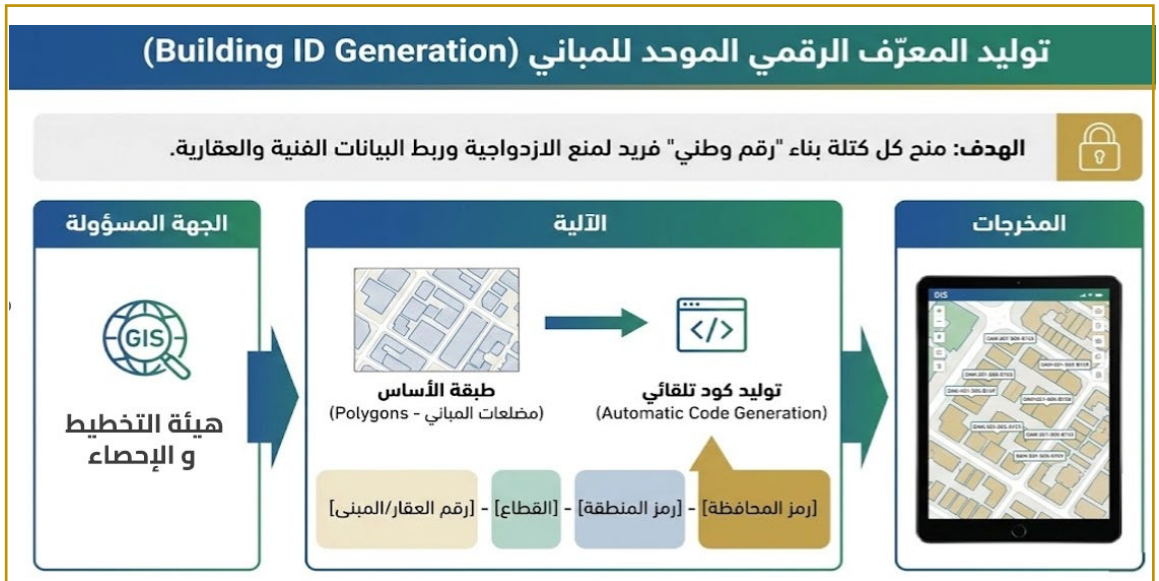 توليد المعرّف الرقمي الموحد للمباني (Building ID Generation)
الهدف: منح كل كتلة بناء "رقم وطني" فريد لمنع الازدواجية وربط البيانات الفنية والعقارية.
الجهة المسؤولة
GIS
هيئة التخطيط
و الإحصاء
الآلية
طبقة الأساس
(مضلعات المباني - Polygons)
</>
توليد كود تلقائي
(Automatic Code Generation)
[رمز المحافظة] - [رمز المنطقة] - [القطاع] - [رقم العقار/المبنى]
المخرجات